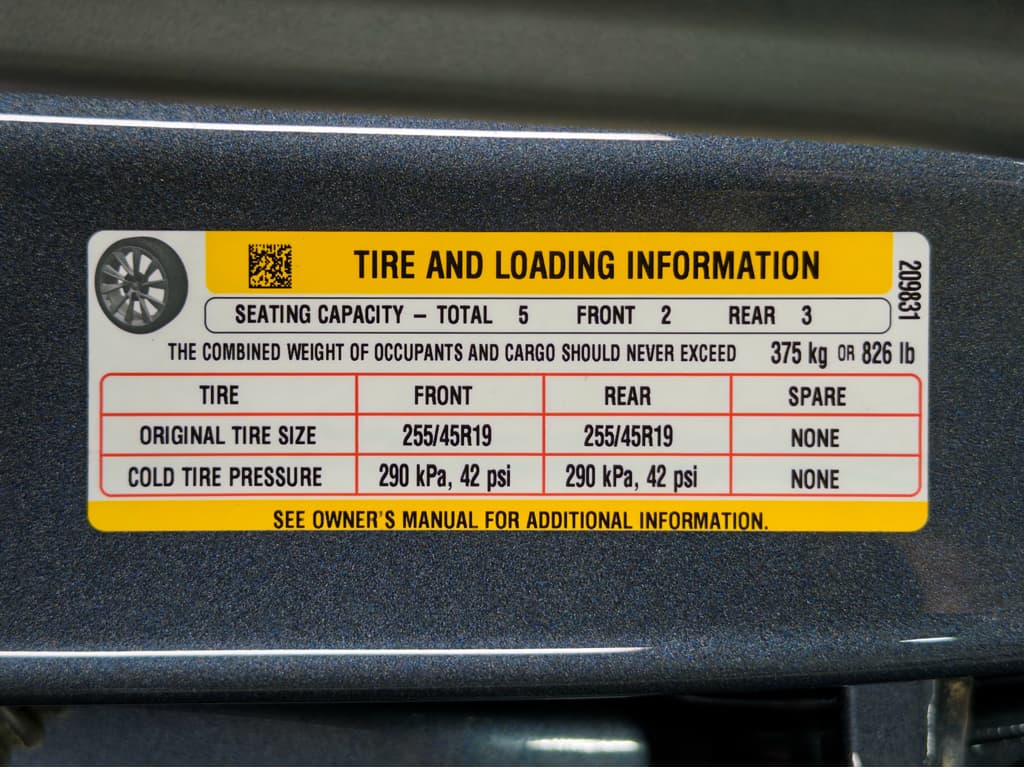 TIRE AND LOADING INFORMATION
209831
SEATING CAPACITY – TOTAL 5 FRONT 2 REAR 3
THE COMBINED WEIGHT OF OCCUPANTS AND CARGO SHOULD NEVER EXCEED 375 kg OR 826 lb
TIRE FRONT REAR SPARE
ORIGINAL TIRE SIZE 255/45R19 255/45R19 NONE
COLD TIRE PRESSURE 290 kPa, 42 psi 290 kPa, 42 psi NONE
SEE OWNER'S MANUAL FOR ADDITIONAL INFORMATION.